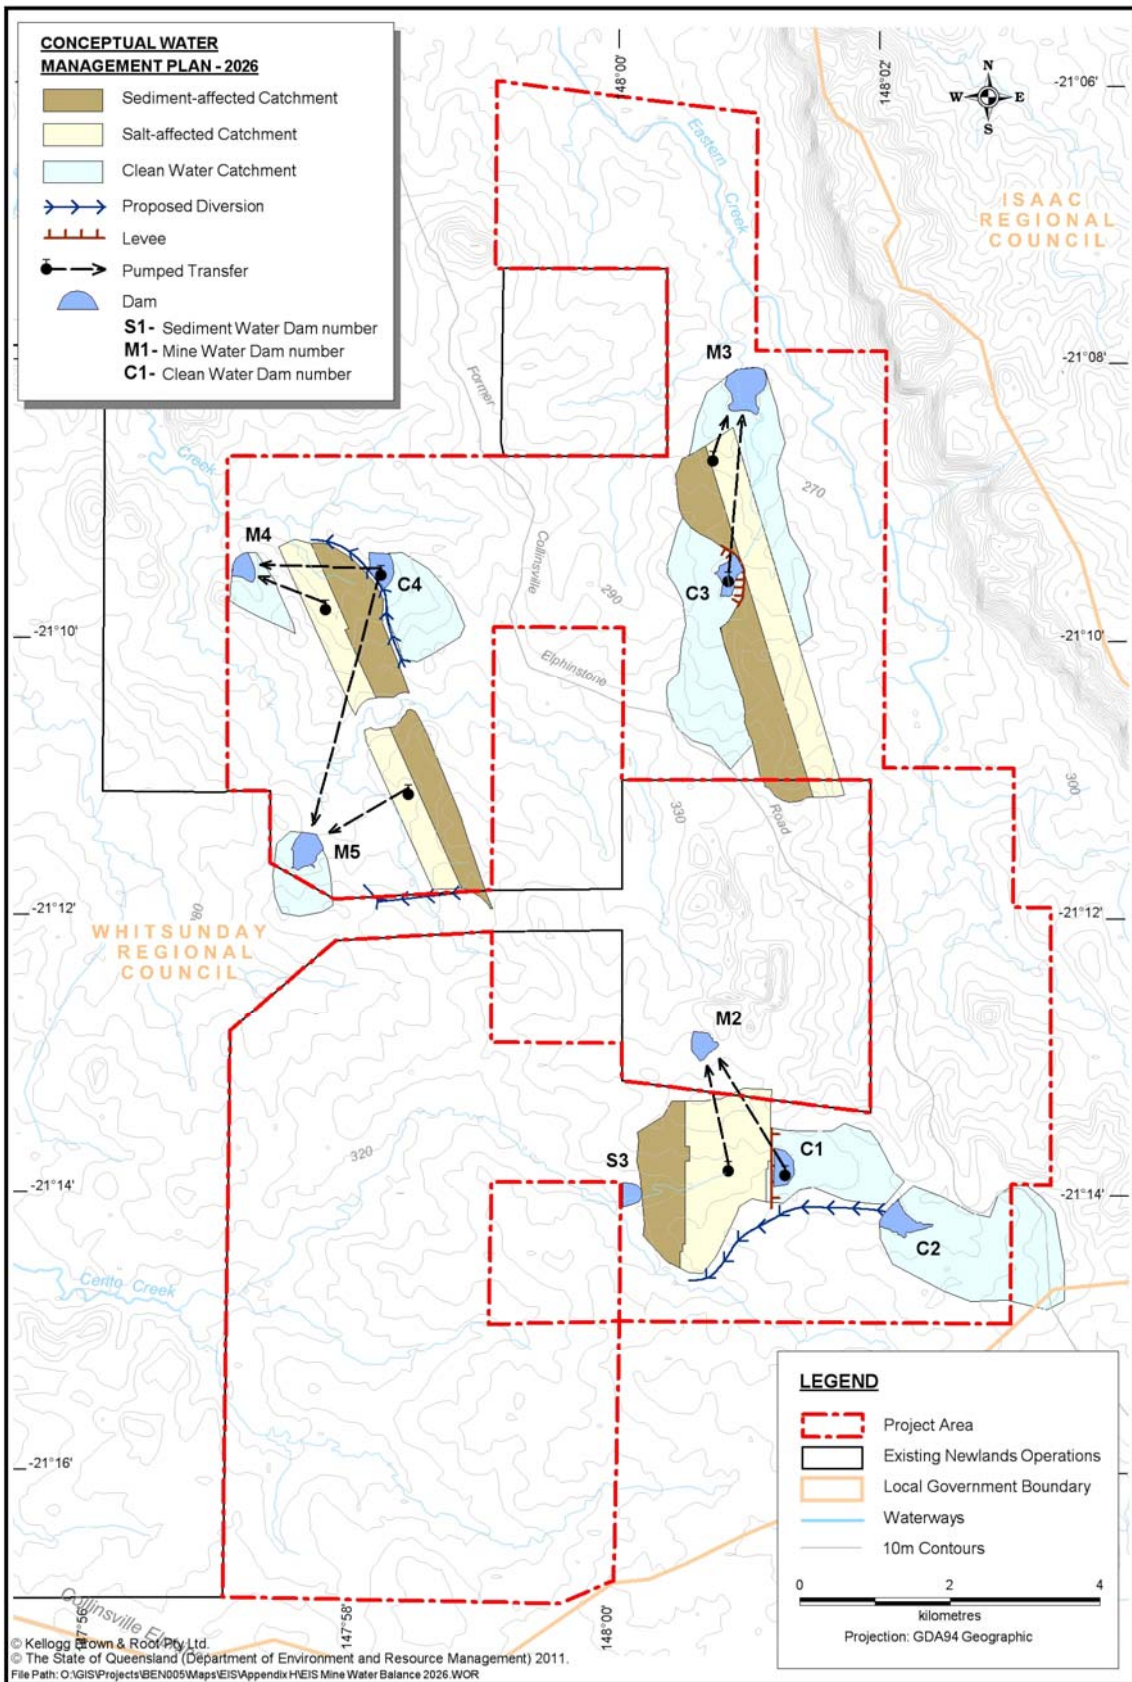 CONCEPTUAL WATER
MANAGEMENT PLAN - 2026
Sediment-affected Catchment
Salt-affected Catchment
Clean Water Catchment
Proposed Diversion
Levee
Pumped Transfer
Dam
S1- Sediment Water Dam number
M1- Mine Water Dam number
C1- Clean Water Dam number
148°00'
148°02'
-21°06'
N
W E
S
Eastern
Creek
ISAAC
REGIONAL
COUNCIL
M3
-21°08'
Former
Creek
270
M4
Collinsville
C4
C3
290
-21°10'
-21°10'
Elphinstone
300
330
Road
M5
-21°12'
-21°12'
WHITSUNDAY
REGIONAL
COUNCIL
M2
320
S3
C1
-21°14'
-21°14'
C2
Cerito Creek
LEGEND
Project Area
Existing Newlands Operations
Local Government Boundary
Waterways
10m Contours
-21°16'
0 2 4
kilometres
Projection: GDA94 Geographic
147°56'
147°58'
148°00'
Collinsville
© Kellogg Brown & Root Pty Ltd.
© The State of Queensland (Department of Environment and Resource Management) 2011.
File Path: O:\GIS\Projects\BEN005\Maps\EIS\Appendix H\EIS Mine Water Balance 2026.WOR